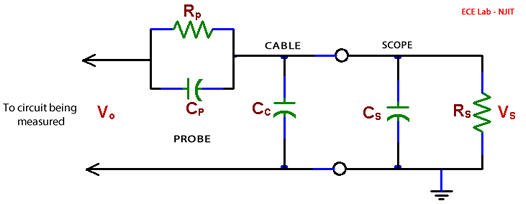 ECE Lab - NJIT
Rp
CABLE
SCOPE
To circuit being
measured
Vo
CP
CC
CS
RS
VS
PROBE